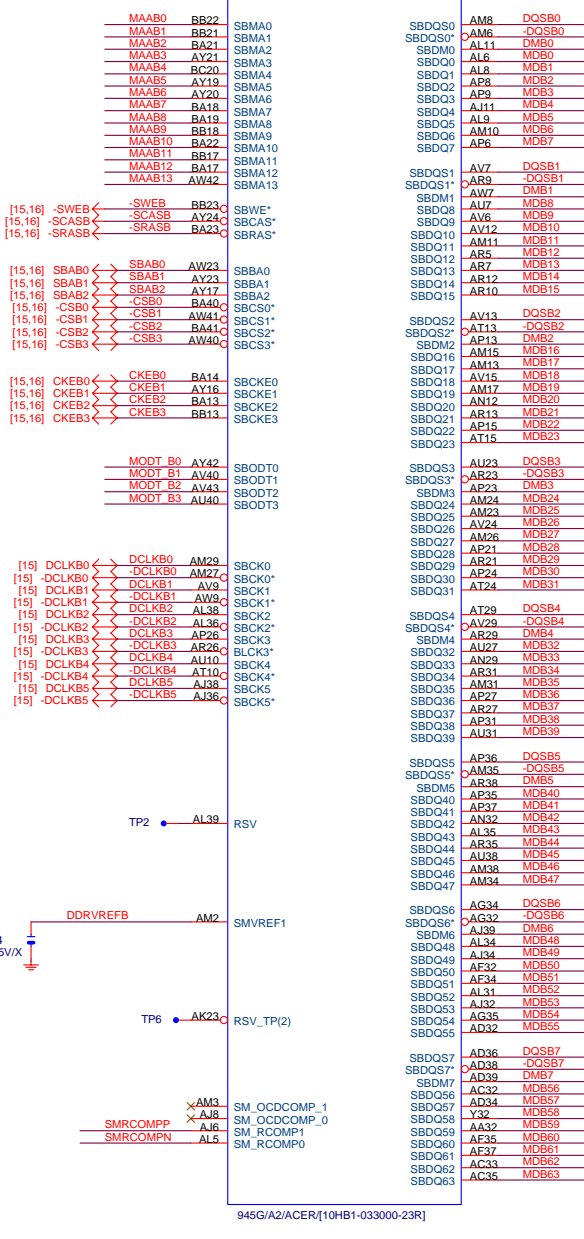 MAAB0 BB22 SBMA0
MAAB1 BB21 SBMA1
MAAB2 BA21 SBMA2
MAAB3 AY21 SBMA3
MAAB4 BC20 SBMA4
MAAB5 AY19 SBMA5
MAAB6 AY20 SBMA6
MAAB7 BA18 SBMA7
MAAB8 BA19 SBMA8
MAAB9 BB18 SBMA9
MAAB10 BA22 SBMA10
MAAB11 BB17 SBMA11
MAAB12 BA17 SBMA12
MAAB13 AW42 SBMA13
[15,16] -SWEB -SWEB BB23 SBWE*
[15,16] -SCASB -SCASB AY24 SBCAS*
[15,16] -SRASB -SRASB BA23 SBRAS*
[15,16] SBAB0 SBAB0 AW23 SBBA0
[15,16] SBAB1 SBAB1 AY23 SBBA1
[15,16] SBAB2 SBAB2 AY17 SBBA2
[15,16] -CSB0 -CSB0 BA40 SBCS0*
[15,16] -CSB1 -CSB1 AW41 SBCS1*
[15,16] -CSB2 -CSB2 BA41 SBCS2*
[15,16] -CSB3 -CSB3 AW40 SBCS3*
[15,16] CKEB0 CKEB0 BA14 SBCKE0
[15,16] CKEB1 CKEB1 AY16 SBCKE1
[15,16] CKEB2 CKEB2 BA13 SBCKE2
[15,16] CKEB3 CKEB3 BB13 SBCKE3
MODT_B0 AY42 SBODT0
MODT_B1 AV40 SBODT1
MODT_B2 AV43 SBODT2
MODT_B3 AU40 SBODT3
[15] DCLKB0 DCLKB0 AM29 SBCK0
[15] -DCLKB0 -DCLKB0 AM27 SBCK0*
[15] DCLKB1 DCLKB1 AV9 SBCK1
[15] -DCLKB1 -DCLKB1 AW9 SBCK1*
[15] DCLKB2 DCLKB2 AL38 SBCK2
[15] -DCLKB2 -DCLKB2 AL36 SBCK2*
[15] DCLKB3 DCLKB3 AP26 SBCK3
[15] -DCLKB3 -DCLKB3 AR26 BLCK3*
[15] DCLKB4 DCLKB4 AU10 SBCK4
[15] -DCLKB4 -DCLKB4 AT10 SBCK4*
[15] DCLKB5 DCLKB5 AJ38 SBCK5
[15] -DCLKB5 -DCLKB5 AJ36 SBCK5*
TP2 AL39 RSV
DDRVREFB AM2 SMVREF1
5V/X
TP6 AK23 RSV_TP(2)
AM3 SM_OCDCOMP_1
AJ8 SM_OCDCOMP_0
SMRCOMPP AJ6 SM_RCOMP1
SMRCOMPN AL5 SM_RCOMP0
SBDQS0 AM8 DQSB0
SBDQS0* AM6 -DQSB0
SBDM0 AL11 DMB0
SBDQ0 AL6 MDB0
SBDQ1 AL8 MDB1
SBDQ2 AP8 MDB2
SBDQ3 AP9 MDB3
SBDQ4 AJ11 MDB4
SBDQ5 AL9 MDB5
SBDQ6 AM10 MDB6
SBDQ7 AP6 MDB7
SBDQS1 AV7 DQSB1
SBDQS1* AR9 -DQSB1
SBDM1 AW7 DMB1
SBDQ8 AU7 MDB8
SBDQ9 AV6 MDB9
SBDQ10 AV12 MDB10
SBDQ11 AM11 MDB11
SBDQ12 AR5 MDB12
SBDQ13 AR7 MDB13
SBDQ14 AR12 MDB14
SBDQ15 AR10 MDB15
SBDQS2 AV13 DQSB2
SBDQS2* AT13 -DQSB2
SBDM2 AP13 DMB2
SBDQ16 AM15 MDB16
SBDQ17 AM13 MDB17
SBDQ18 AV15 MDB18
SBDQ19 AM17 MDB19
SBDQ20 AN12 MDB20
SBDQ21 AR13 MDB21
SBDQ22 AP15 MDB22
SBDQ23 AT15 MDB23
SBDQS3 AU23 DQSB3
SBDQS3* AR23 -DQSB3
SBDM3 AP23 DMB3
SBDQ24 AM24 MDB24
SBDQ25 AM23 MDB25
SBDQ26 AV24 MDB26
SBDQ27 AM26 MDB27
SBDQ28 AP21 MDB28
SBDQ29 AR21 MDB29
SBDQ30 AP24 MDB30
SBDQ31 AT24 MDB31
SBDQS4 AT29 DQSB4
SBDQS4* AV29 -DQSB4
SBDM4 AR29 DMB4
SBDQ32 AU27 MDB32
SBDQ33 AN29 MDB33
SBDQ34 AR31 MDB34
SBDQ35 AM31 MDB35
SBDQ36 AP27 MDB36
SBDQ37 AR27 MDB37
SBDQ38 AP31 MDB38
SBDQ39 AU31 MDB39
SBDQS5 AP36 DQSB5
SBDQS5* AM35 -DQSB5
SBDM5 AR38 DMB5
SBDQ40 AP35 MDB40
SBDQ41 AP37 MDB41
SBDQ42 AN32 MDB42
SBDQ43 AL35 MDB43
SBDQ44 AR35 MDB44
SBDQ45 AU38 MDB45
SBDQ46 AM38 MDB46
SBDQ47 AM34 MDB47
SBDQS6 AG34 DQSB6
SBDQS6* AG32 -DQSB6
SBDM6 AJ39 DMB6
SBDQ48 AL34 MDB48
SBDQ49 AJ34 MDB49
SBDQ50 AF32 MDB50
SBDQ51 AF34 MDB51
SBDQ52 AL31 MDB52
SBDQ53 AJ32 MDB53
SBDQ54 AG35 MDB54
SBDQ55 AD32 MDB55
SBDQS7 AD36 DQSB7
SBDQS7* AD38 -DQSB7
SBDM7 AD39 DMB7
SBDQ56 AC32 MDB56
SBDQ57 AD34 MDB57
SBDQ58 Y32 MDB58
SBDQ59 AA32 MDB59
SBDQ60 AF35 MDB60
SBDQ61 AF37 MDB61
SBDQ62 AC33 MDB62
SBDQ63 AC35 MDB63
945G/A2/ACER/[10HB1-033000-23R]